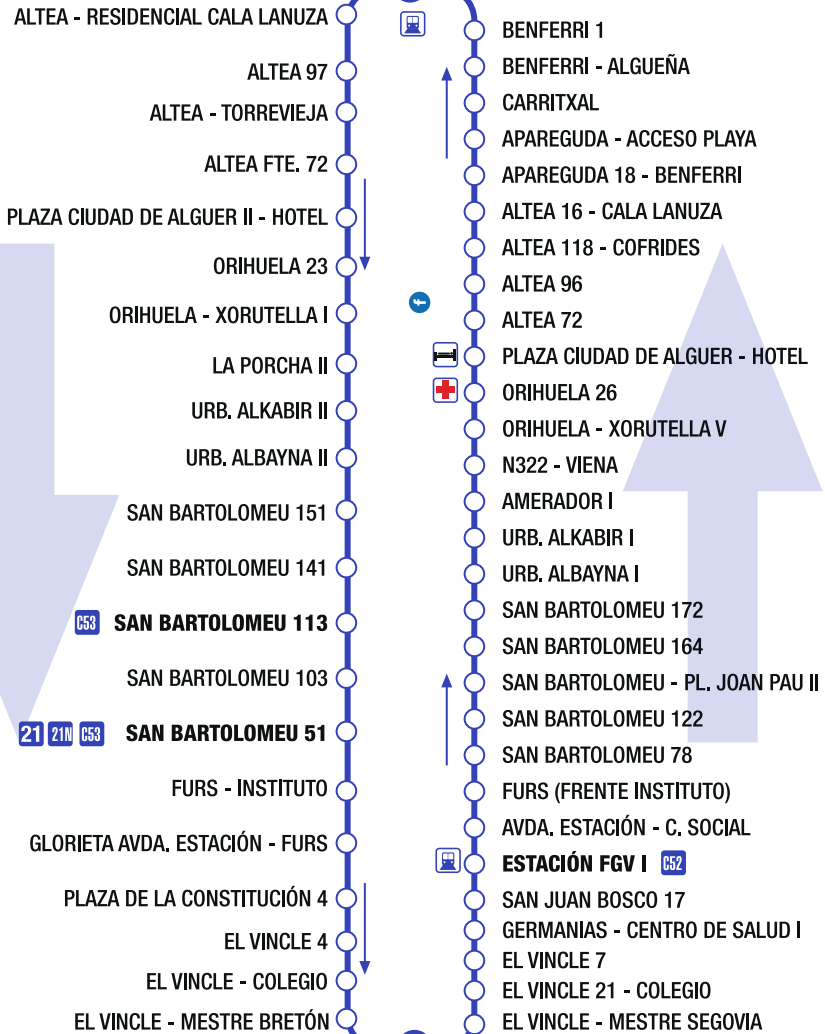 ALTEA - RESIDENCIAL CALA LANUZA
ALTEA 97
ALTEA - TORREVIEJA
ALTEA FTE. 72
PLAZA CIUDAD DE ALGUER II - HOTEL
ORIHUELA 23
ORIHUELA - XORUTELLA I
LA PORCHA II
URB. ALKABIR II
URB. ALBAYNA II
SAN BARTOLOMEU 151
SAN BARTOLOMEU 141
C53 SAN BARTOLOMEU 113
SAN BARTOLOMEU 103
21 21N C53 SAN BARTOLOMEU 51
FURS - INSTITUTO
GLORIETA AVDA. ESTACIÓN - FURS
PLAZA DE LA CONSTITUCIÓN 4
EL VINCLE 4
EL VINCLE - COLEGIO
EL VINCLE - MESTRE BRETÓN
BENFERRI 1
BENFERRI - ALGUEÑA
CARRITXAL
APAREGUDA - ACCESO PLAYA
APAREGUDA 18 - BENFERRI
ALTEA 16 - CALA LANUZA
ALTEA 118 - COFRIDES
ALTEA 96
ALTEA 72
PLAZA CIUDAD DE ALGUER - HOTEL
ORIHUELA 26
ORIHUELA - XORUTELLA V
N322 - VIENA
AMERADOR I
URB. ALKABIR I
URB. ALBAYNA I
SAN BARTOLOMEU 172
SAN BARTOLOMEU 164
SAN BARTOLOMEU - PL. JOAN PAU II
SAN BARTOLOMEU 122
SAN BARTOLOMEU 78
FURS (FRENTE INSTITUTO)
AVDA. ESTACIÓN - C. SOCIAL
ESTACIÓN FGV I C52
SAN JUAN BOSCO 17
GERMANIAS - CENTRO DE SALUD I
EL VINCLE 7
EL VINCLE 21 - COLEGIO
EL VINCLE - MESTRE SEGOVIA